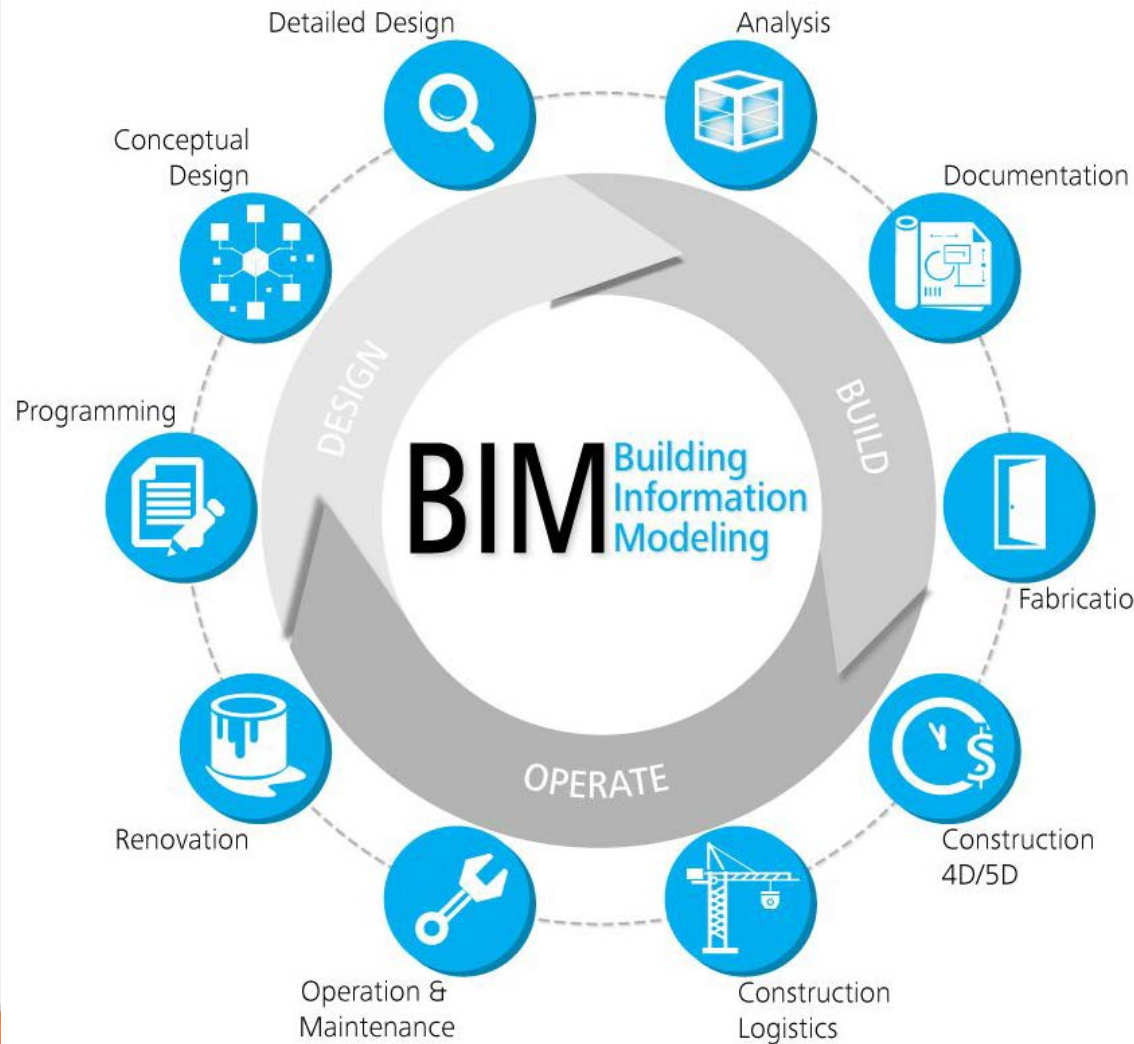 Detailed Design
Analysis
Conceptual
Design
Documentation
Programming
DESIGN
BUILD
BIM
Building
Information
Modeling
Fabricatio
OPERATE
Renovation
Construction
4D/5D
Operation &
Maintenance
Construction
Logistics
$